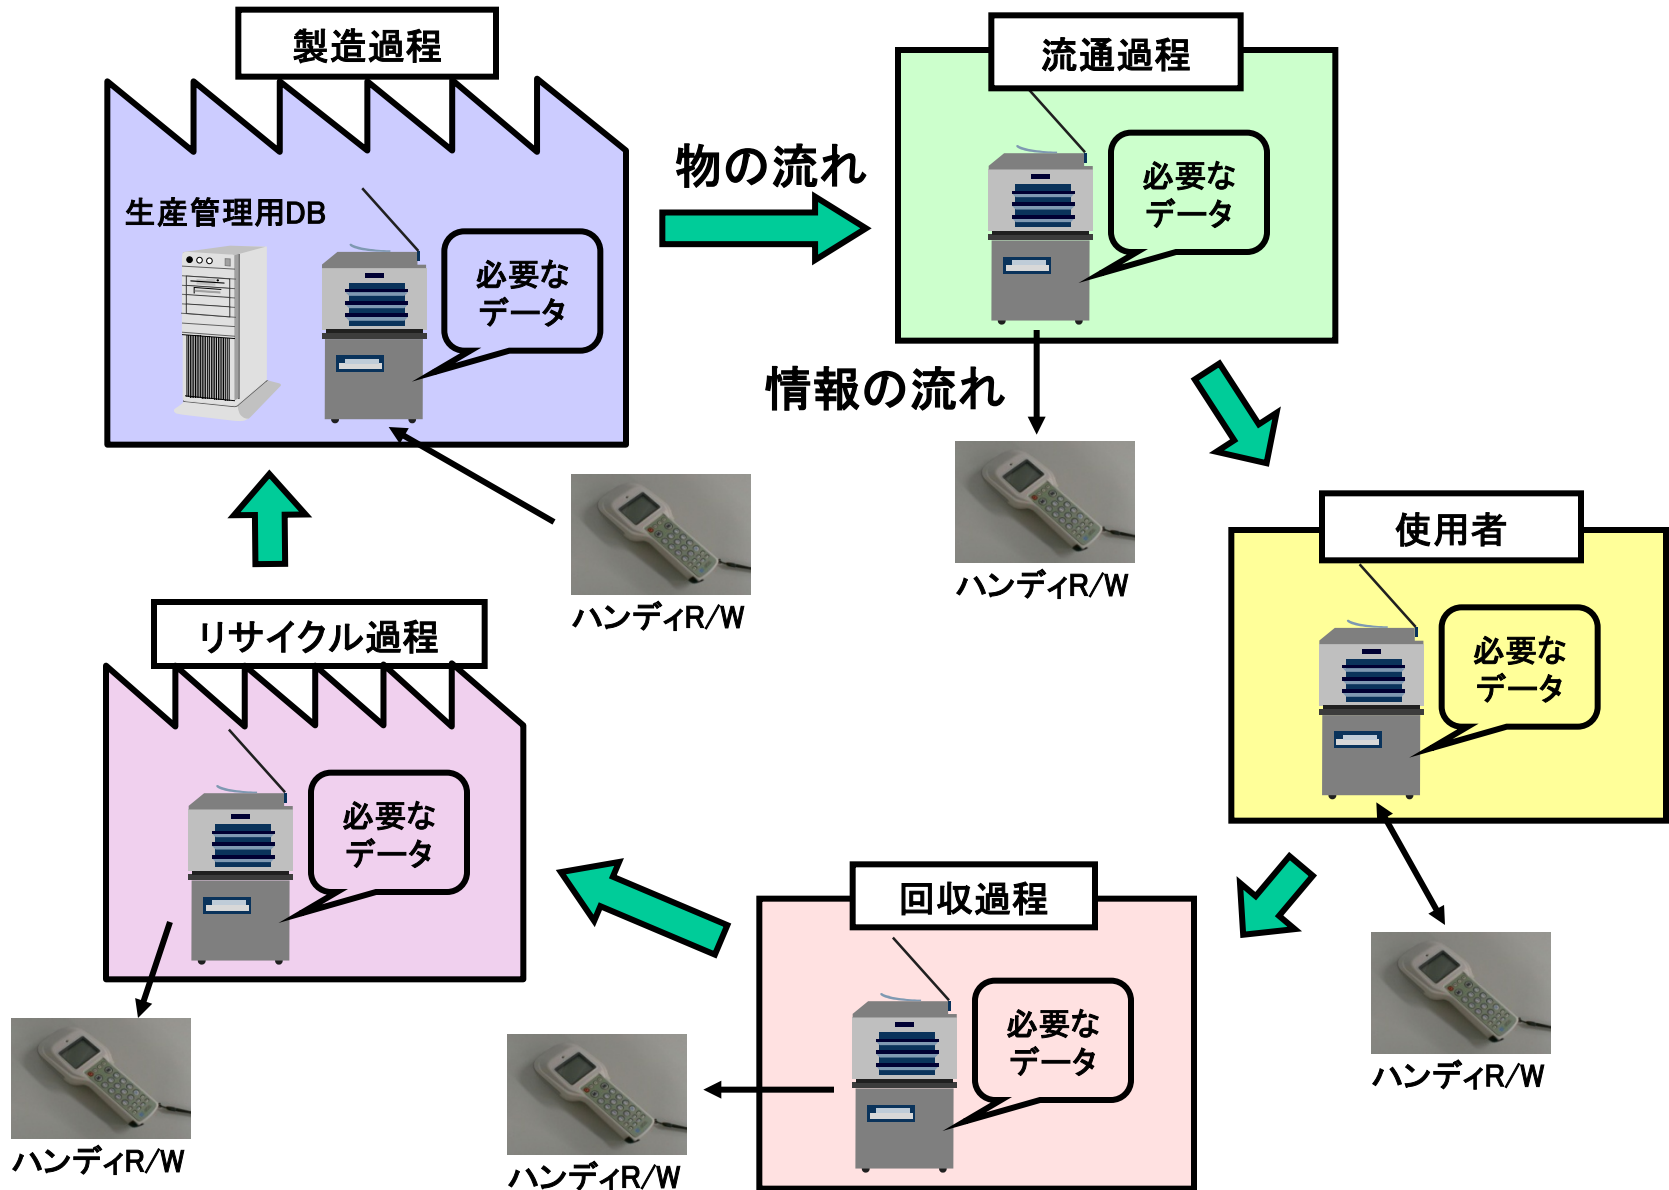 製造過程
生産管理用DB
必要な
データ
物の流れ
流通過程
必要な
データ
情報の流れ
ハンディR/W
ハンディR/W
使用者
必要な
データ
ハンディR/W
リサイクル過程
必要な
データ
ハンディR/W
回収過程
必要な
データ
ハンディR/W